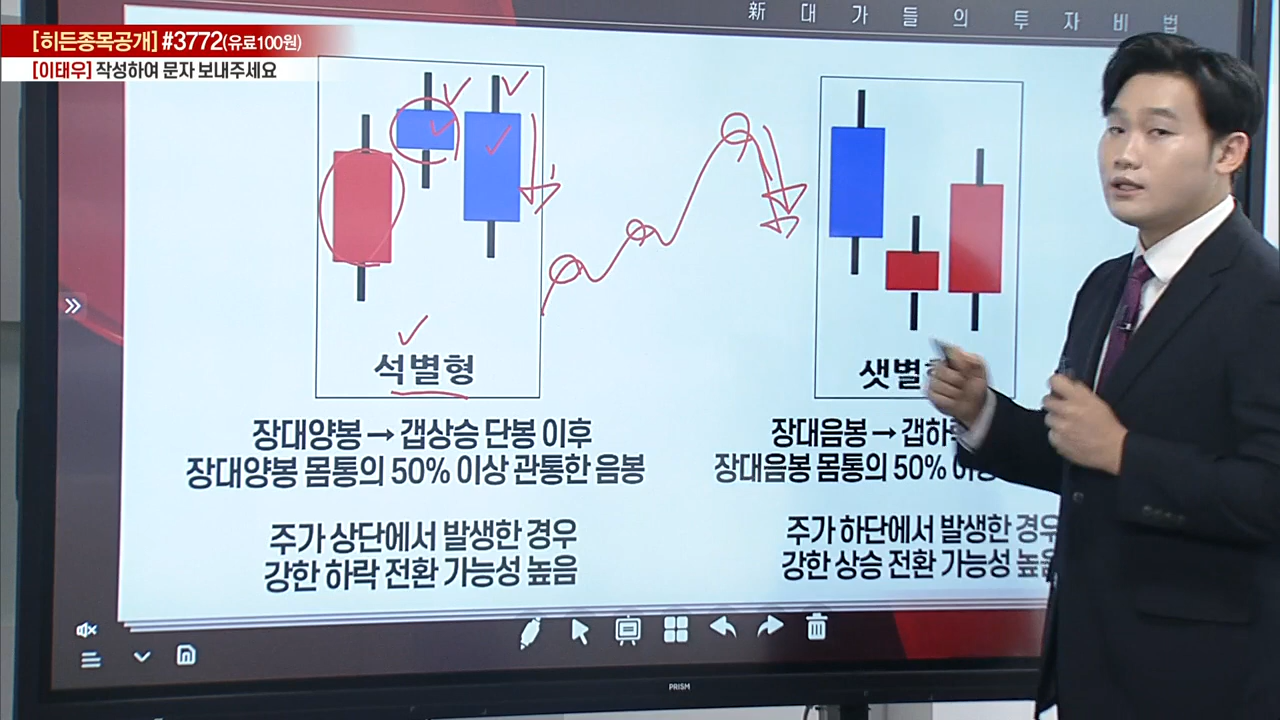 新 대 가 들 의 투 자 비 법
[히든종목공개] #3772(유료100원)
[이태우] 작성하여 문자 보내주세요
석별형
장대양봉 → 갭상승 단봉 이후
장대양봉 몸통의 50% 이상 관통한 음봉
주가 상단에서 발생한 경우
강한 하락 전환 가능성 높음
샛별
장대음봉 →
장대음봉 몸통의 50%
주가 하단에서 발생한 경우
강한 상승 전환 가능성
PRISM